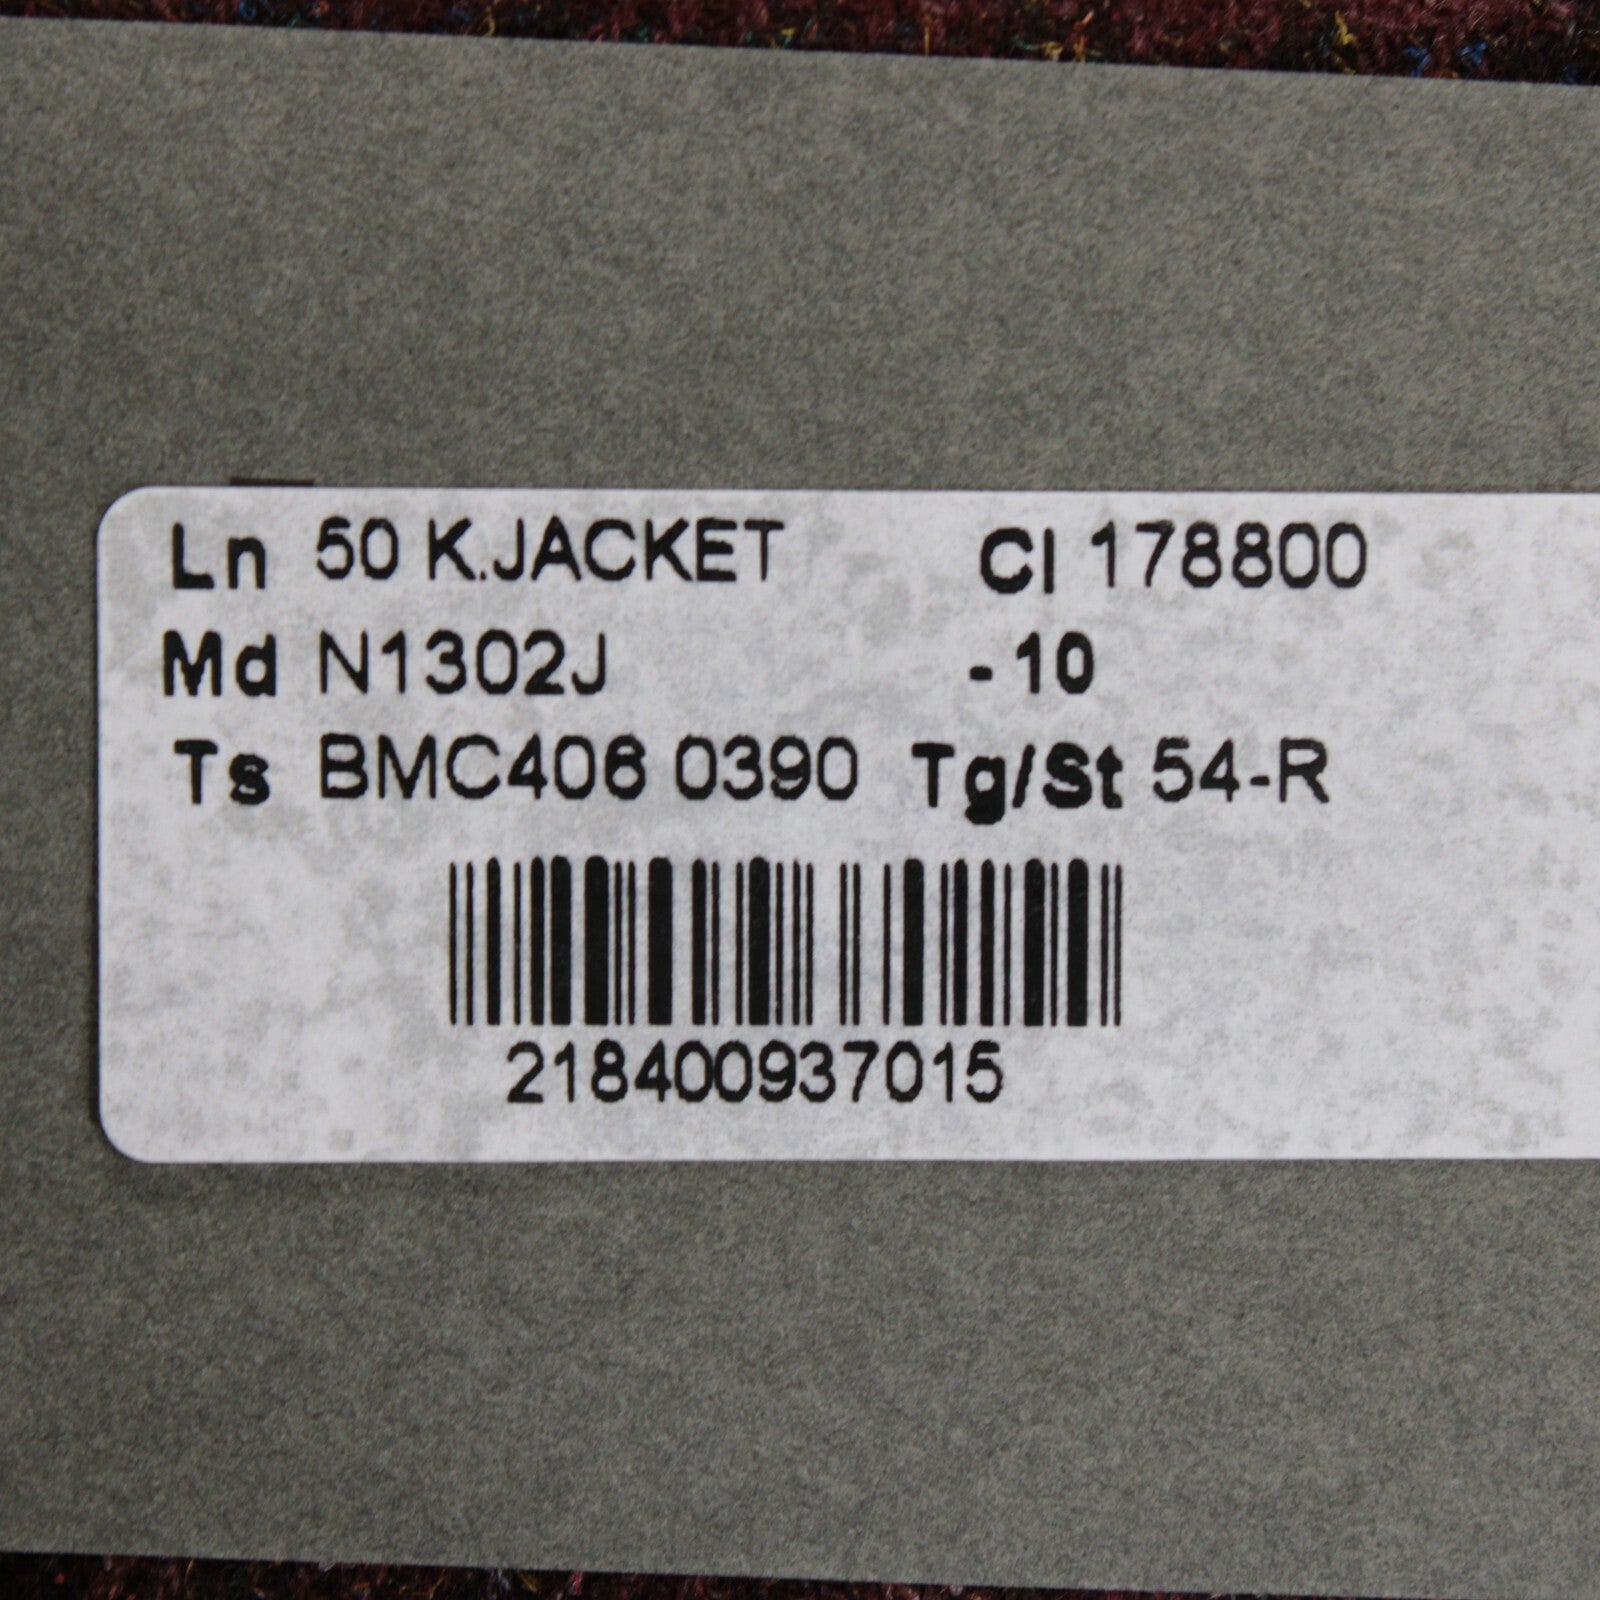 Ln 50 K.JACKET Cl 178800
Md N1302J - 10
Ts BMC406 0390 Tg/St 54-R
218400937015